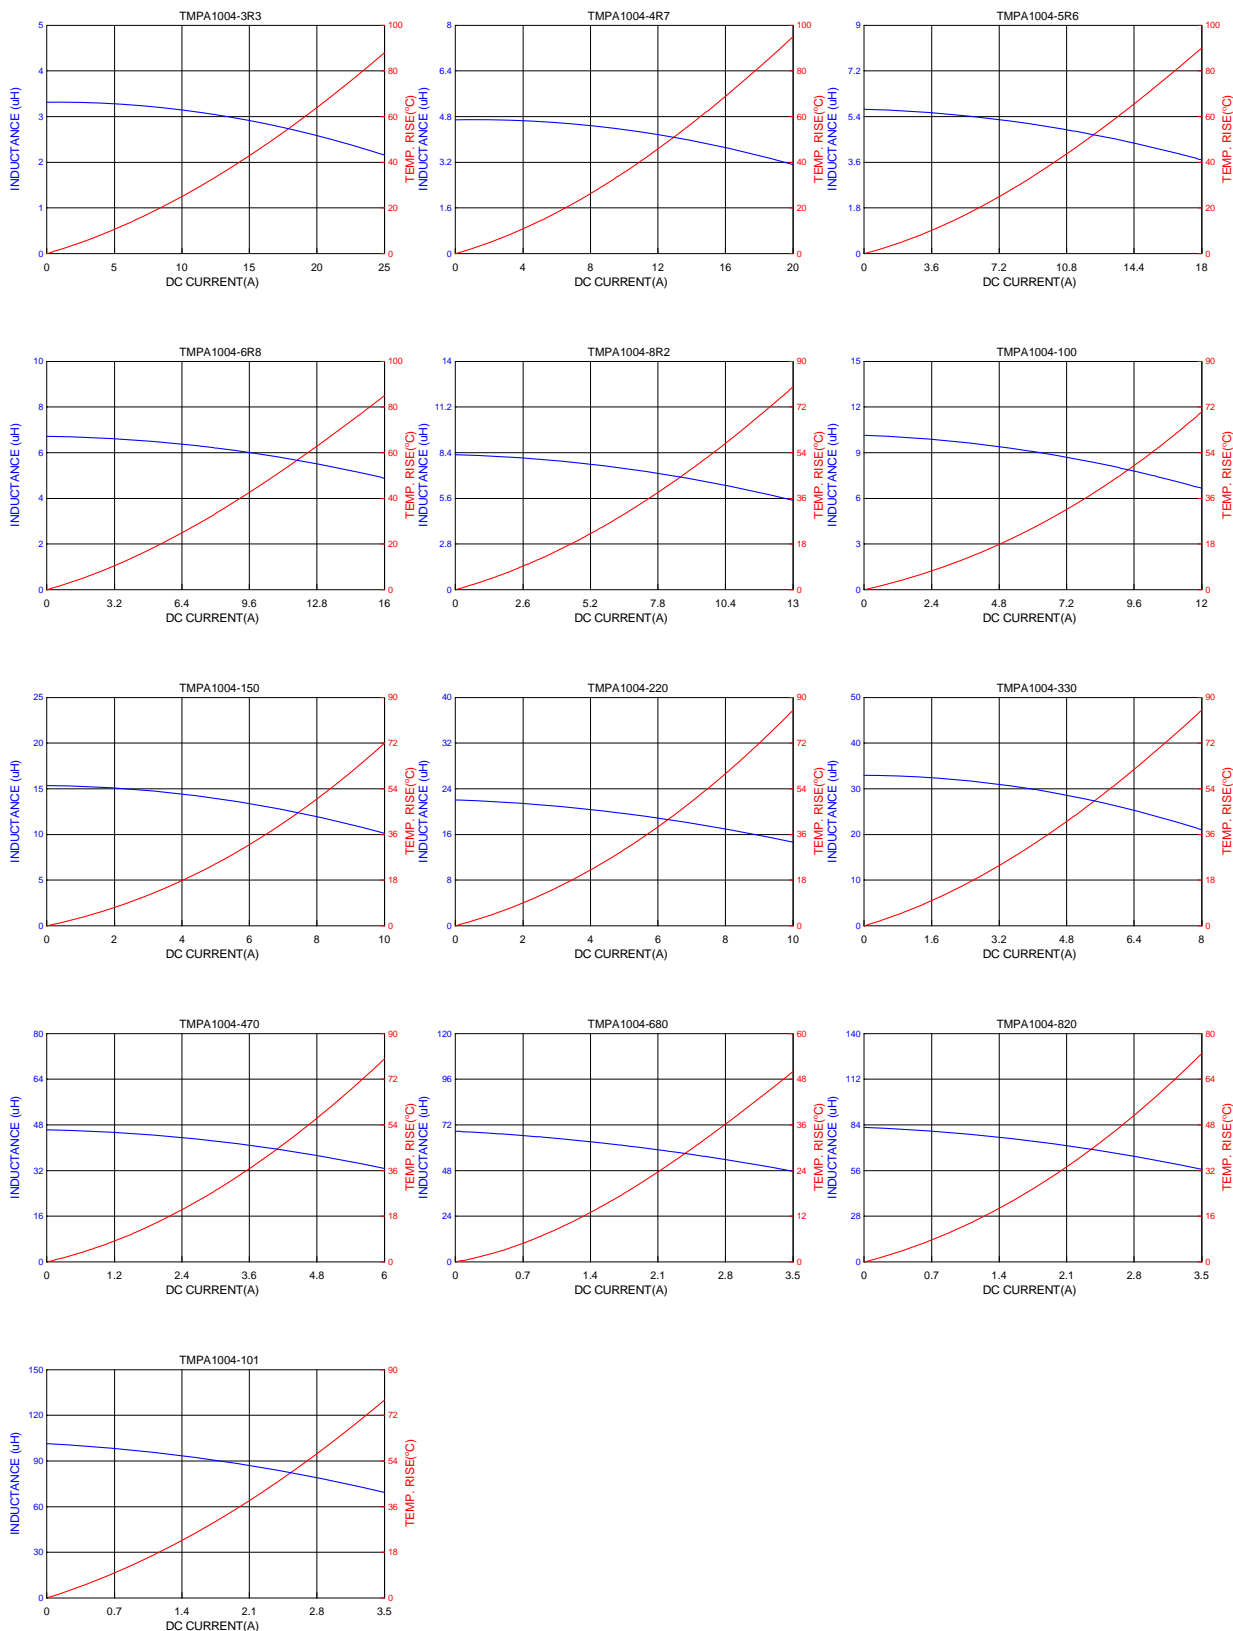 TMPA1004-3R3
INDUCTANCE (uH)
5
4
3
2
1
0
100
80
60
40
20
0
TEMP. RISE(°C)
0 5 10 15 20 25
DC CURRENT(A)
TMPA1004-4R7
INDUCTANCE (uH)
8
6.4
4.8
3.2
1.6
0
100
80
60
40
20
0
TEMP. RISE(°C)
0 4 8 12 16 20
DC CURRENT(A)
TMPA1004-5R6
INDUCTANCE (uH)
9
7.2
5.4
3.6
1.8
0
100
80
60
40
20
0
TEMP. RISE(°C)
0 3.6 7.2 10.8 14.4 18
DC CURRENT(A)
TMPA1004-6R8
INDUCTANCE (uH)
10
8
6
4
2
0
100
80
60
40
20
0
TEMP. RISE(°C)
0 3.2 6.4 9.6 12.8 16
DC CURRENT(A)
TMPA1004-8R2
INDUCTANCE (uH)
14
11.2
8.4
5.6
2.8
0
90
72
54
36
18
0
TEMP. RISE(°C)
0 2.6 5.2 7.8 10.4 13
DC CURRENT(A)
TMPA1004-100
INDUCTANCE (uH)
15
12
9
6
3
0
90
72
54
36
18
0
TEMP. RISE(°C)
0 2.4 4.8 7.2 9.6 12
DC CURRENT(A)
TMPA1004-150
INDUCTANCE (uH)
25
20
15
10
5
0
90
72
54
36
18
0
TEMP. RISE(°C)
0 2 4 6 8 10
DC CURRENT(A)
TMPA1004-220
INDUCTANCE (uH)
40
32
24
16
8
0
90
72
54
36
18
0
TEMP. RISE(°C)
0 2 4 6 8 10
DC CURRENT(A)
TMPA1004-330
INDUCTANCE (uH)
50
40
30
20
10
0
90
72
54
36
18
0
TEMP. RISE(°C)
0 1.6 3.2 4.8 6.4 8
DC CURRENT(A)
TMPA1004-470
INDUCTANCE (uH)
80
64
48
32
16
0
90
72
54
36
18
0
TEMP. RISE(°C)
0 1.2 2.4 3.6 4.8 6
DC CURRENT(A)
TMPA1004-680
INDUCTANCE (uH)
120
96
72
48
24
0
60
48
36
24
12
0
TEMP. RISE(°C)
0 0.7 1.4 2.1 2.8 3.5
DC CURRENT(A)
TMPA1004-820
INDUCTANCE (uH)
140
112
84
56
28
0
80
64
48
32
16
0
TEMP. RISE(°C)
0 0.7 1.4 2.1 2.8 3.5
DC CURRENT(A)
TMPA1004-101
INDUCTANCE (uH)
150
120
90
60
30
0
90
72
54
36
18
0
TEMP. RISE(°C)
0 0.7 1.4 2.1 2.8 3.5
DC CURRENT(A)